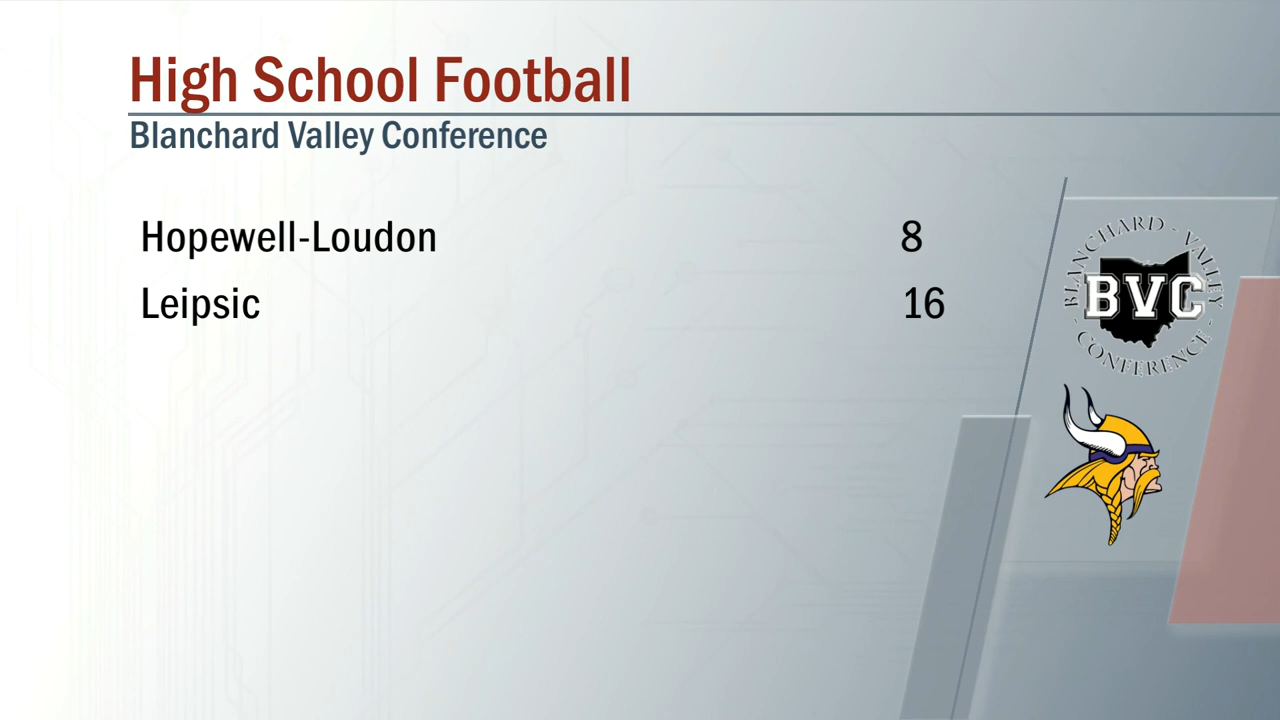 High School Football
Blanchard Valley Conference
Hopewell-Loudon 8
Leipsic 16
BLANCHARD - VALLEY - CONFERENCE -
BVC